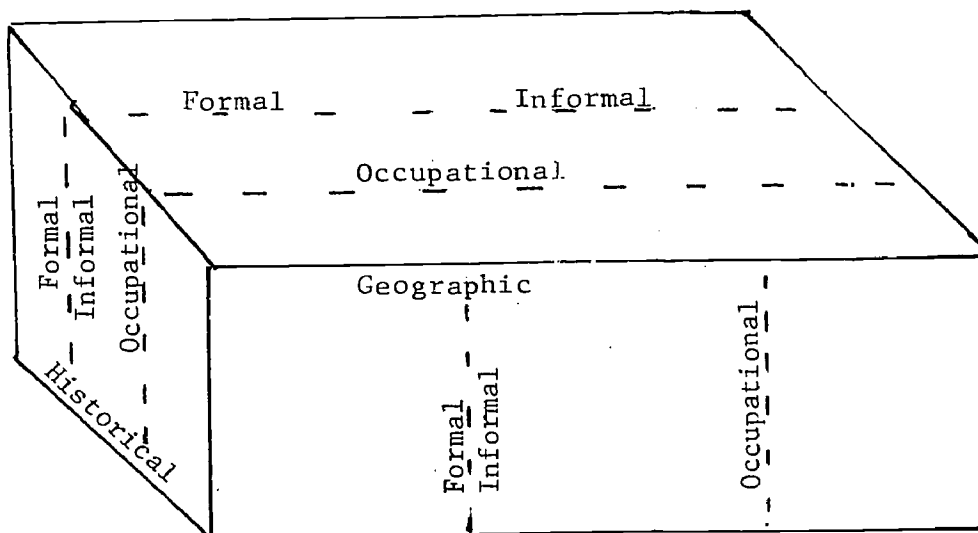 Formal Informal
Occupational
Geographic
Formal
Informal
Occupational
Historical
Formal
Informal
Occupational